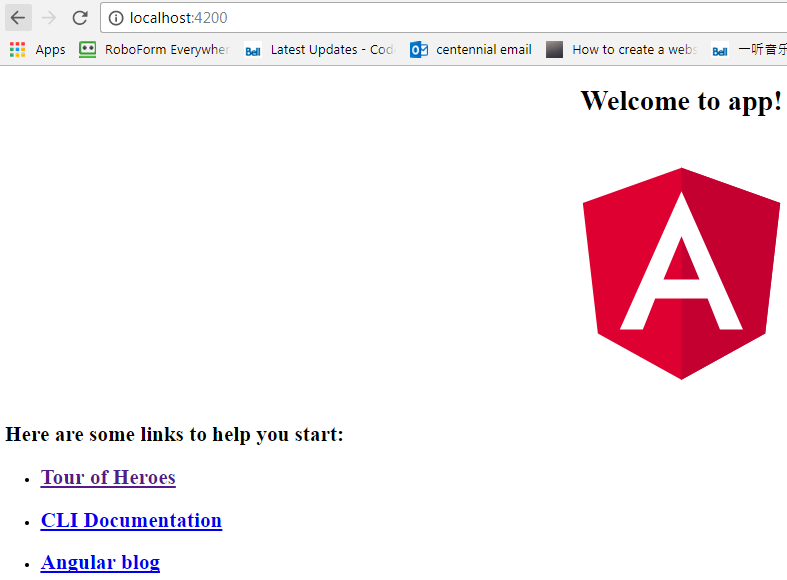 localhost:4200
Apps RoboForm Everywher Bell Latest Updates - Cod centennial email How to create a webs Bell 一听音乐
Welcome to app!
A
Here are some links to help you start:
Tour of Heroes
CLI Documentation
Angular blog